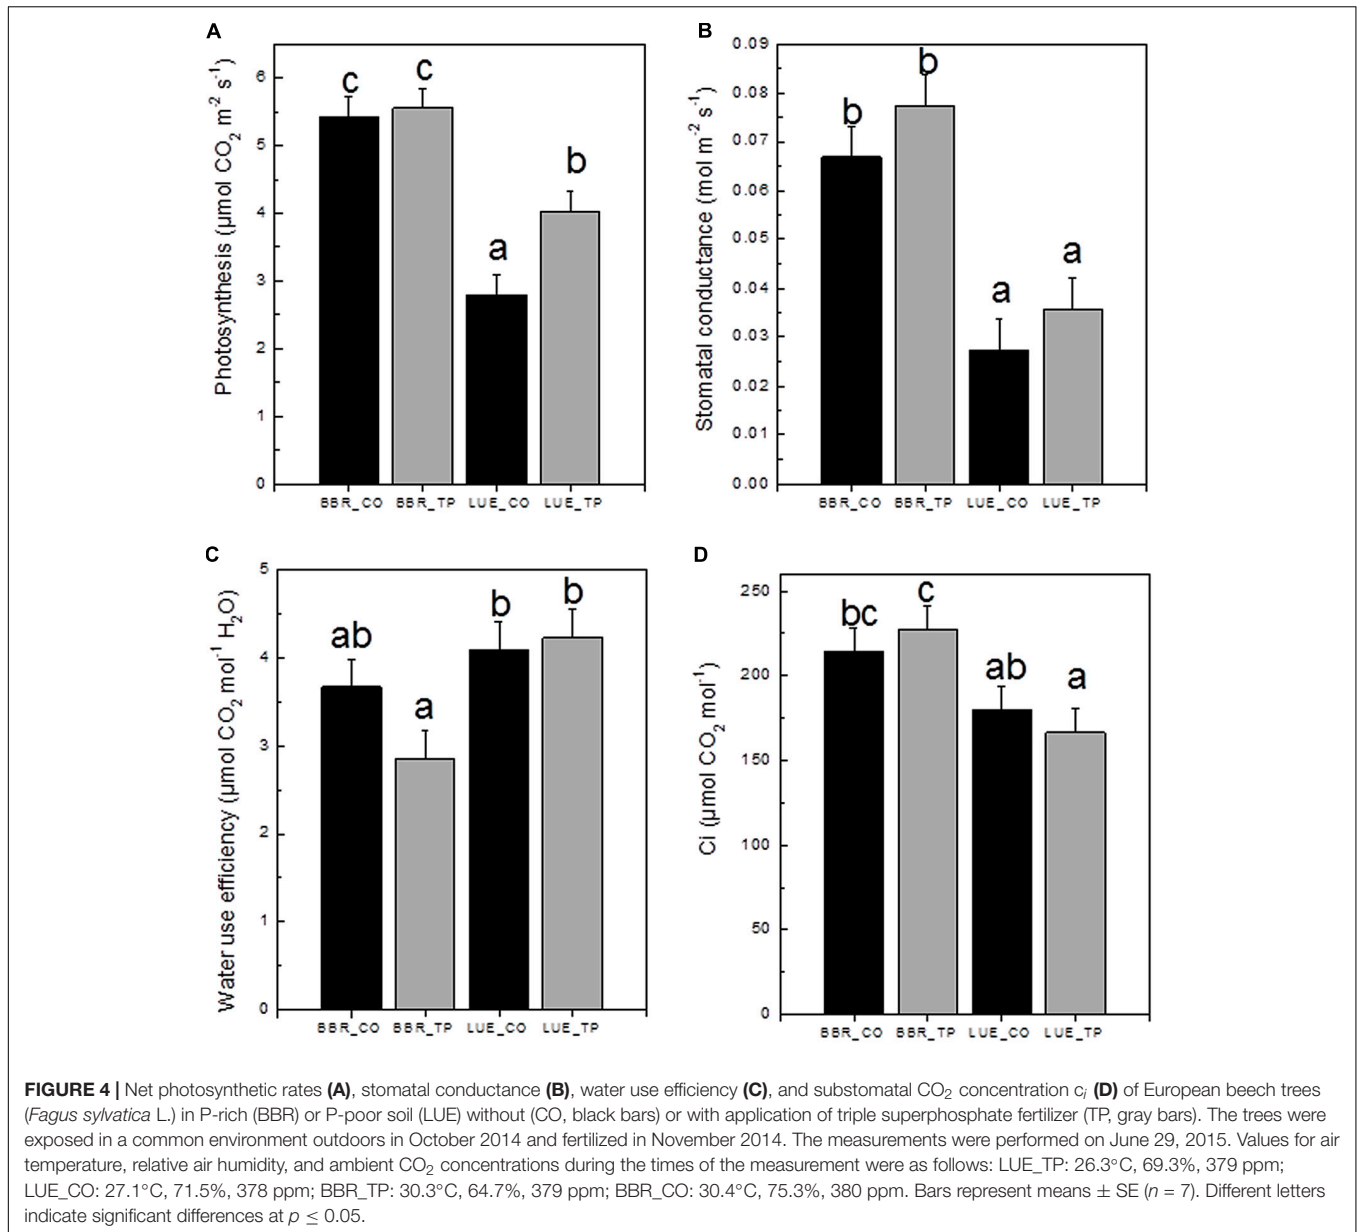 A
Photosynthesis (µmol CO₂ m⁻² s⁻¹)
6
5
4
3
2
1
0
c
c
a
b
BBR_CO BBR_TP LUE_CO LUE_TP
B
Stomatal conductance (mol m⁻² s⁻¹)
0.09
0.08
0.07
0.06
0.05
0.04
0.03
0.02
0.01
0.00
b
b
a
a
BBR_CO BBR_TP LUE_CO LUE_TP
C
Water use efficiency (µmol CO₂ mol⁻¹ H₂O)
5
4
3
2
1
0
ab
a
b
b
BBR_CO BBR_TP LUE_CO LUE_TP
D
Ci (µmol CO₂ mol⁻¹)
250
200
150
100
50
0
bc
c
ab
a
BBR_CO BBR_TP LUE_CO LUE_TP
FIGURE 4 | Net photosynthetic rates (A), stomatal conductance (B), water use efficiency (C), and substomatal CO₂ concentration cᵢ (D) of European beech trees
(Fagus sylvatica L.) in P-rich (BBR) or P-poor soil (LUE) without (CO, black bars) or with application of triple superphosphate fertilizer (TP, gray bars). The trees were
exposed in a common environment outdoors in October 2014 and fertilized in November 2014. The measurements were performed on June 29, 2015. Values for air
temperature, relative air humidity, and ambient CO₂ concentrations during the times of the measurement were as follows: LUE_TP: 26.3°C, 69.3%, 379 ppm;
LUE_CO: 27.1°C, 71.5%, 378 ppm; BBR_TP: 30.3°C, 64.7%, 379 ppm; BBR_CO: 30.4°C, 75.3%, 380 ppm. Bars represent means ± SE (n = 7). Different letters
indicate significant differences at p ≤ 0.05.